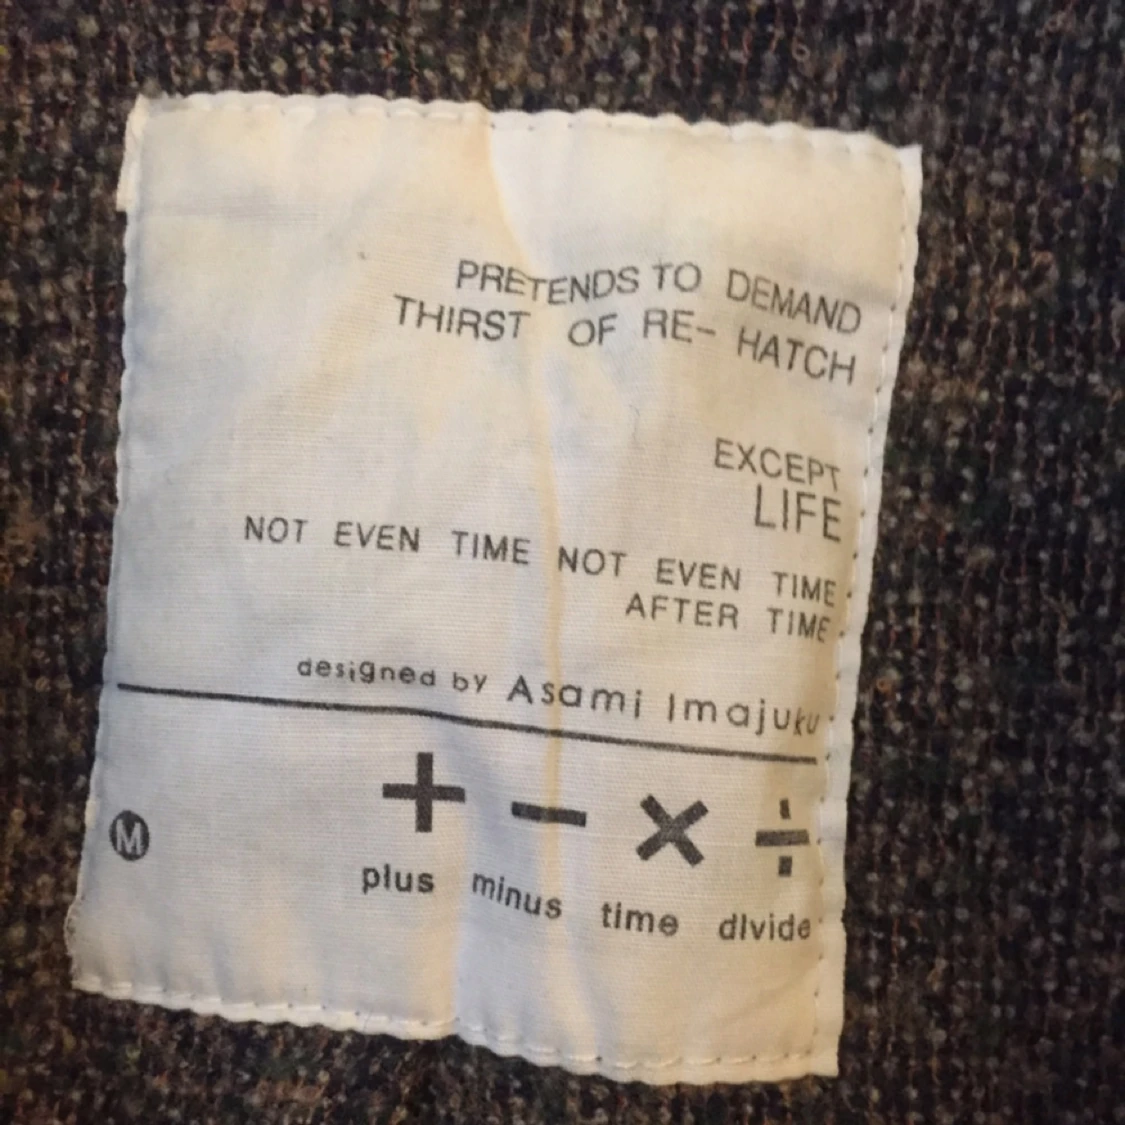 PRETENDS TO DEMAND
THIRST OF RE- HATCH
EXCEPT
LIFE
NOT EVEN TIME NOT EVEN TIME
AFTER TIME
designed by Asami Imajuku
+ - × ÷
M
plus minus time divide